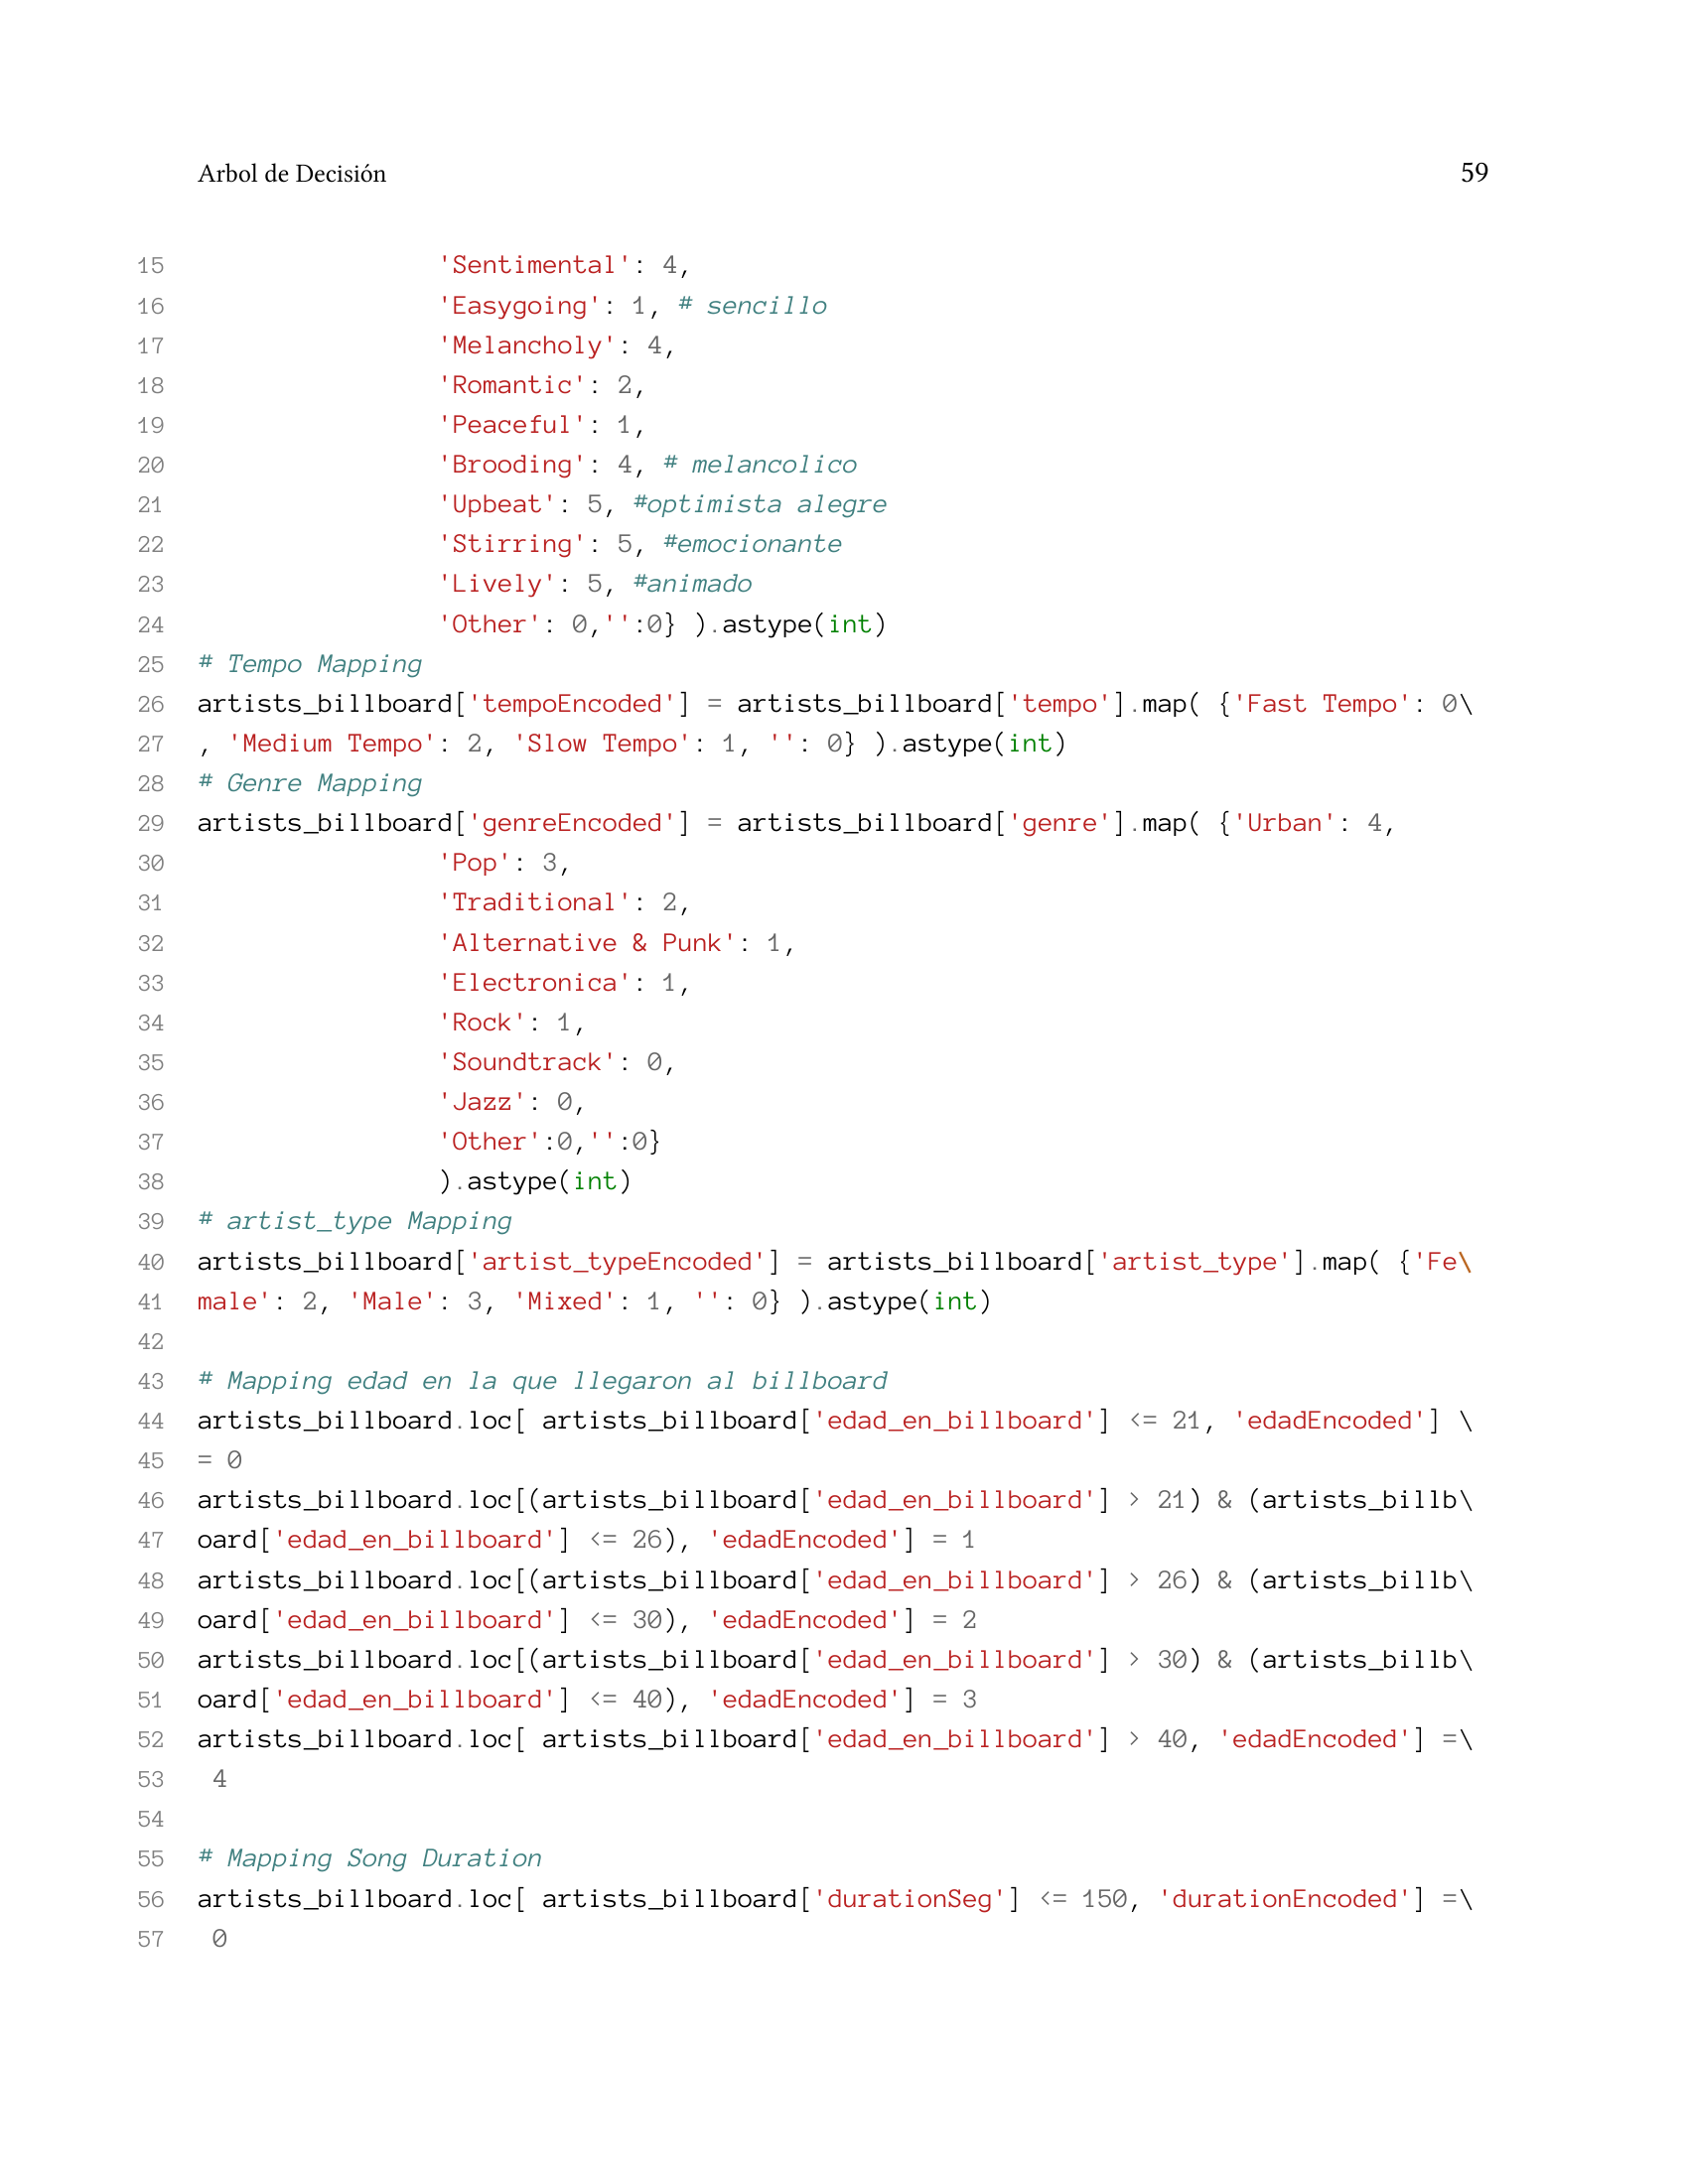 Arbol de Decisión 59
15 'Sentimental': 4,
16 'Easygoing': 1, # sencillo
17 'Melancholy': 4,
18 'Romantic': 2,
19 'Peaceful': 1,
20 'Brooding': 4, # melancolico
21 'Upbeat': 5, #optimista alegre
22 'Stirring': 5, #emocionante
23 'Lively': 5, #animado
24 'Other': 0,'':0} ).astype(int)
25 # Tempo Mapping
26 artists_billboard['tempoEncoded'] = artists_billboard['tempo'].map( {'Fast Tempo': 0\
27 , 'Medium Tempo': 2, 'Slow Tempo': 1, '': 0} ).astype(int)
28 # Genre Mapping
29 artists_billboard['genreEncoded'] = artists_billboard['genre'].map( {'Urban': 4,
30 'Pop': 3,
31 'Traditional': 2,
32 'Alternative & Punk': 1,
33 'Electronica': 1,
34 'Rock': 1,
35 'Soundtrack': 0,
36 'Jazz': 0,
37 'Other':0,'':0}
38 ).astype(int)
39 # artist_type Mapping
40 artists_billboard['artist_typeEncoded'] = artists_billboard['artist_type'].map( {'Fe\
41 male': 2, 'Male': 3, 'Mixed': 1, '': 0} ).astype(int)
42
43 # Mapping edad en la que llegaron al billboard
44 artists_billboard.loc[ artists_billboard['edad_en_billboard'] <= 21, 'edadEncoded'] \
45 = 0
46 artists_billboard.loc[(artists_billboard['edad_en_billboard'] > 21) & (artists_billb\
47 oard['edad_en_billboard'] <= 26), 'edadEncoded'] = 1
48 artists_billboard.loc[(artists_billboard['edad_en_billboard'] > 26) & (artists_billb\
49 oard['edad_en_billboard'] <= 30), 'edadEncoded'] = 2
50 artists_billboard.loc[(artists_billboard['edad_en_billboard'] > 30) & (artists_billb\
51 oard['edad_en_billboard'] <= 40), 'edadEncoded'] = 3
52 artists_billboard.loc[ artists_billboard['edad_en_billboard'] > 40, 'edadEncoded'] =\
53 4
54
55 # Mapping Song Duration
56 artists_billboard.loc[ artists_billboard['durationSeg'] <= 150, 'durationEncoded'] =\
57 0